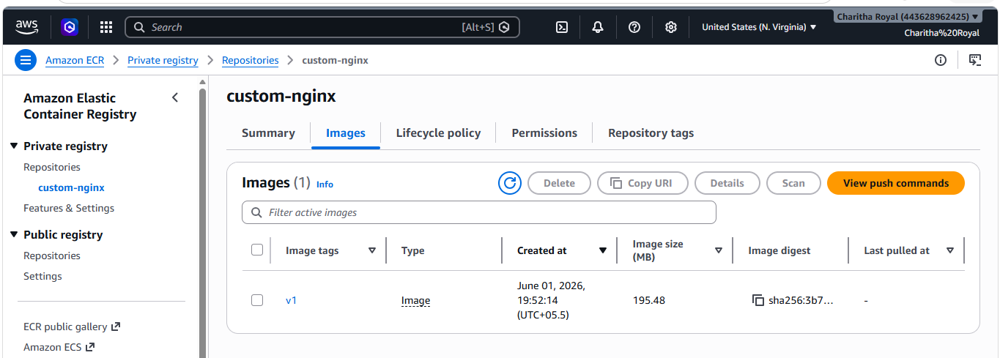 aws
Search
[Alt+S]
United States (N. Virginia)
Charitha Royal (443628962425)
Charitha%20Royal
Amazon ECR
Private registry
Repositories
custom-nginx
Amazon Elastic
Container Registry
Private registry
Repositories
custom-nginx
Features & Settings
Public registry
Repositories
Settings
ECR public gallery
Amazon ECS
custom-nginx
Summary
Images
Lifecycle policy
Permissions
Repository tags
Images (1) Info
Delete
Copy URI
Details
Scan
View push commands
Filter active images
Image tags
Type
Created at
Image size
(MB)
Image digest
Last pulled at
v1
Image
June 01, 2026,
19:52:14
(UTC+05.5)
195.48
sha256:3b7...
-